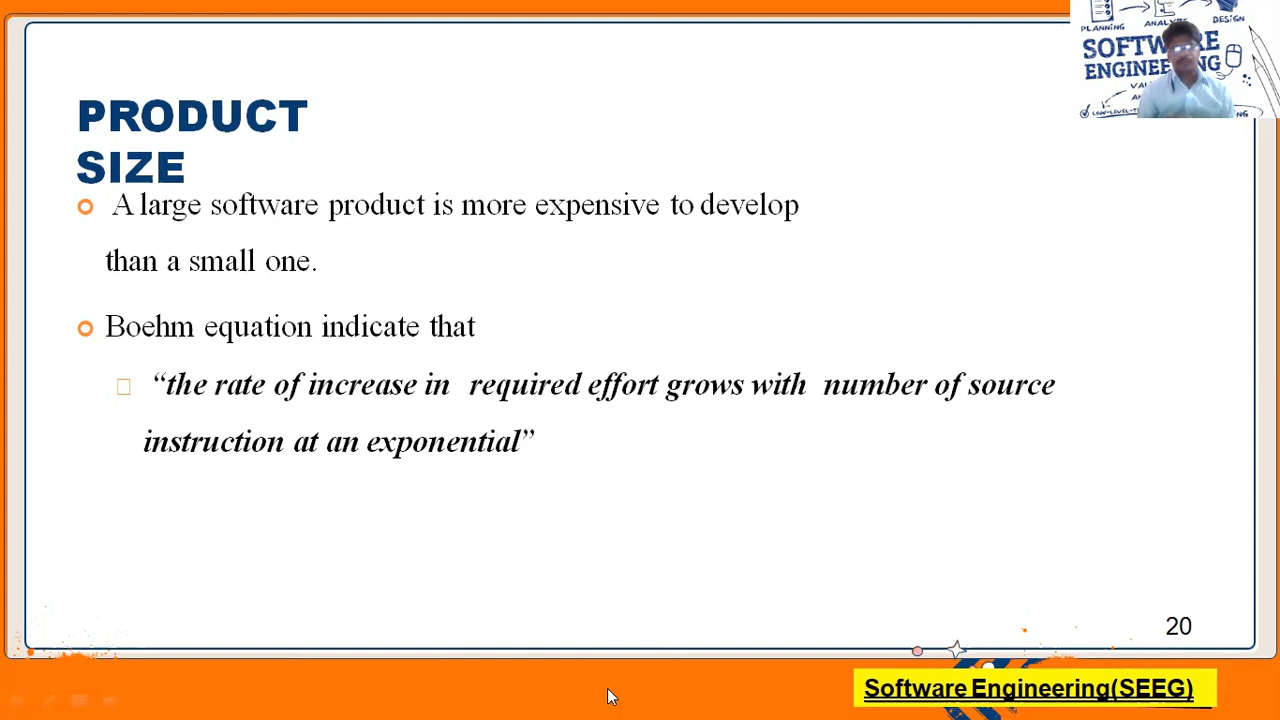 PLANNING
DESIGN
SOFTWARE
ENGINEERING
PRODUCT
SIZE
A large software product is more expensive to develop
than a small one.
Boehm equation indicate that
“the rate of increase in required effort grows with number of source
instruction at an exponential”
20
Software Engineering(SEEG)